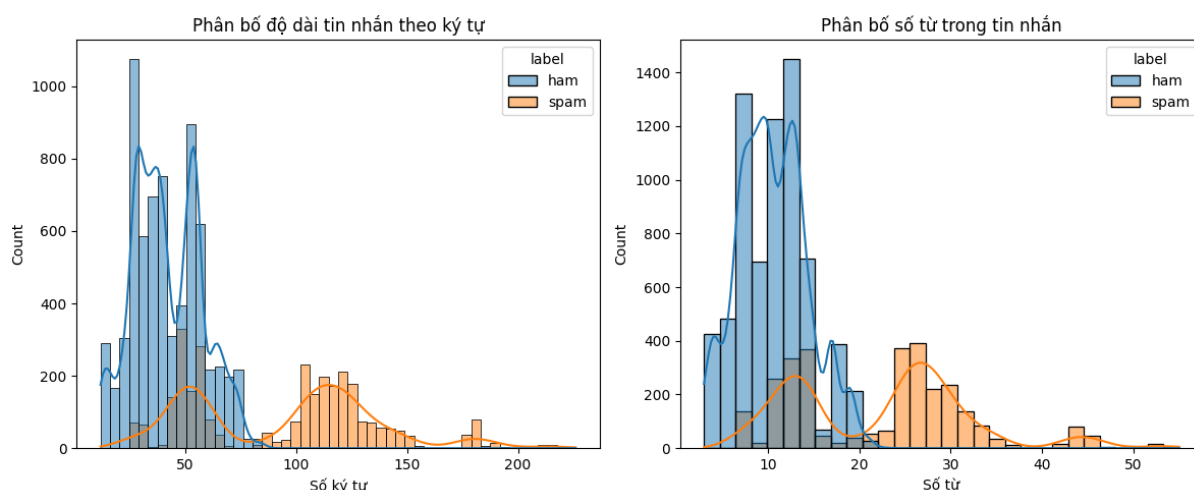 Phân bố độ dài tin nhắn theo ký tự
label
ham
spam
1000
800
600
400
200
0
Count
50
100
150
200
Số ký tự
Phân bố số từ trong tin nhắn
label
ham
spam
1400
1200
1000
800
600
400
200
0
Count
10
20
30
40
50
Số từ